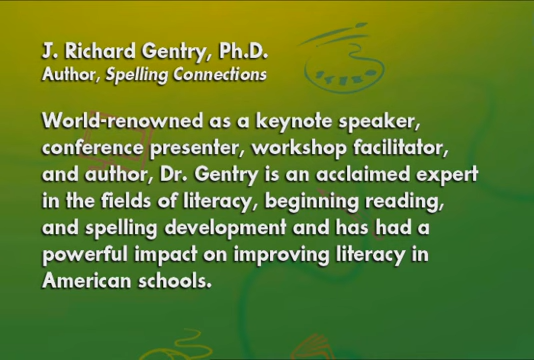 J. Richard Gentry, Ph.D.
Author, Spelling Connections
World-renowned as a keynote speaker,
conference presenter, workshop facilitator,
and author, Dr. Gentry is an acclaimed expert
in the fields of literacy, beginning reading,
and spelling development and has had a
powerful impact on improving literacy in
American schools.